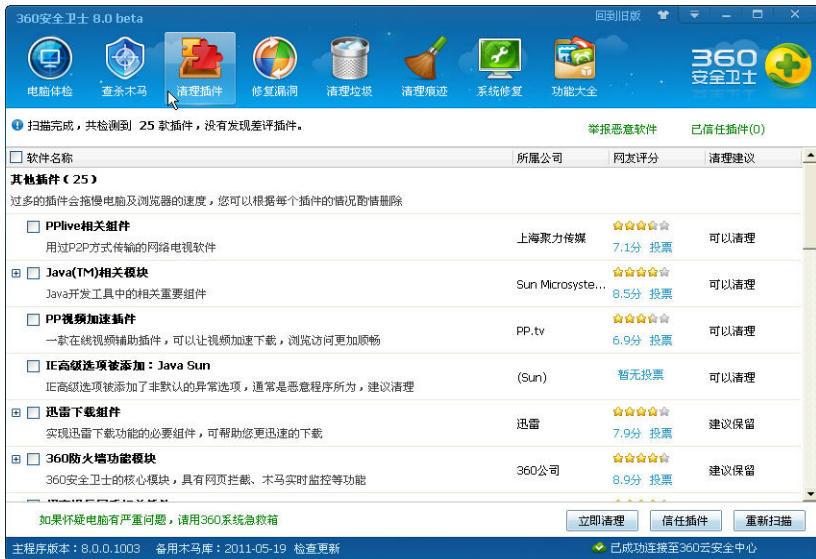 360安全卫士 8.0 beta
回到旧版
电脑体检 查杀木马 清理插件 修复漏洞 清理垃圾 清理痕迹 系统修复 功能大全
360
安全卫士
扫描完成，共检测到 25 款插件，没有发现差评插件。 举报恶意软件 已信任插件(0)
软件名称 所属公司 网友评分 清理建议
其他插件（25）
过多的插件会拖慢电脑及浏览器的速度，您可以根据每个插件的情况酌情删除
PPlive相关组件
用过P2P方式传输的网络电视软件
上海聚力传媒
7.1分 投票
可以清理
Java(TM)相关模块
Java开发工具中的相关重要组件
Sun Microsyste...
8.5分 投票
可以清理
PP视频加速插件
一款在线视频辅助插件，可以让视频加速下载，浏览访问更加顺畅
PP.tv
6.9分 投票
可以清理
IE高级选项被添加：Java Sun
IE高级选项被添加了非默认的异常选项，通常是恶意程序所为，建议清理
(Sun)
暂无投票
可以清理
迅雷下载组件
实现迅雷下载功能的必要组件，可帮助您更迅速的下载
迅雷
7.9分 投票
建议保留
360防火墙功能模块
360安全卫士的核心模块，具有网页拦截、木马实时监控等功能
360公司
8.9分 投票
建议保留
如果怀疑电脑有严重问题，请用360系统急救箱 立即清理 信任插件 重新扫描
主程序版本：8.0.0.1003 备用木马库：2011-05-19 检查更新 已成功连接至360云安全中心